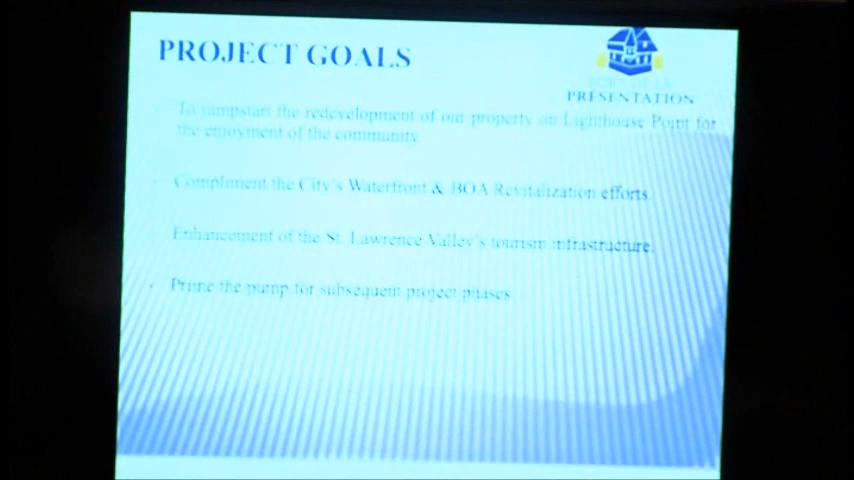 PROJECT GOALS
PRESENTATION
To jumpstart the redevelopment of our property on Lighthouse Point for
the enjoyment of the community
Compliment the City's Waterfront & BOA Revitalization efforts.
Enhancement of the St. Lawrence Valley's tourism infrastructure.
Prime the pump for subsequent project phases